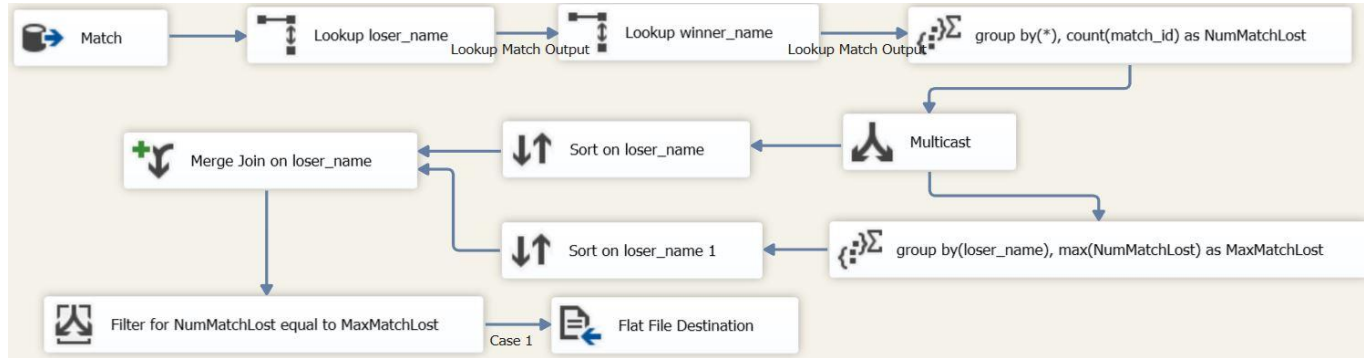 Match
Lookup loser_name
Lookup Match Output
Lookup winner_name
Lookup Match Output
group by(*), count(match_id) as NumMatchLost
Multicast
Sort on loser_name
Merge Join on loser_name
group by(loser_name), max(NumMatchLost) as MaxMatchLost
Sort on loser_name 1
Filter for NumMatchLost equal to MaxMatchLost
Case 1
Flat File Destination